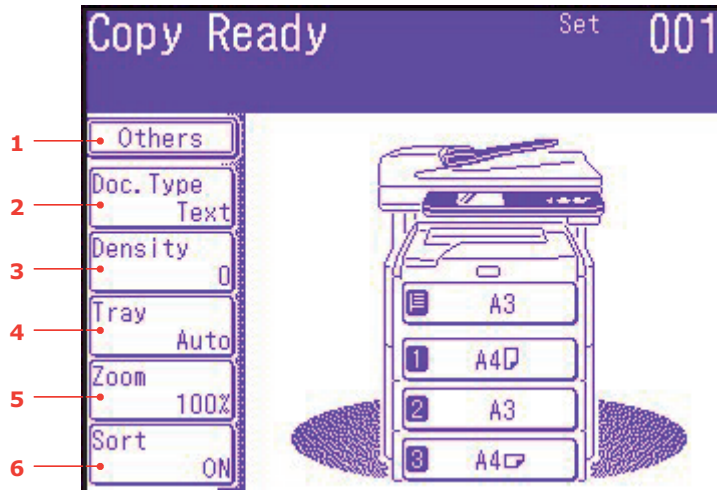 Copy Ready Set 001
1 Others
2 Doc.Type
Text
3 Density
0
4 Tray
Auto
5 Zoom
100%
6 Sort
ON
A3
1 A4
2 A3
3 A4